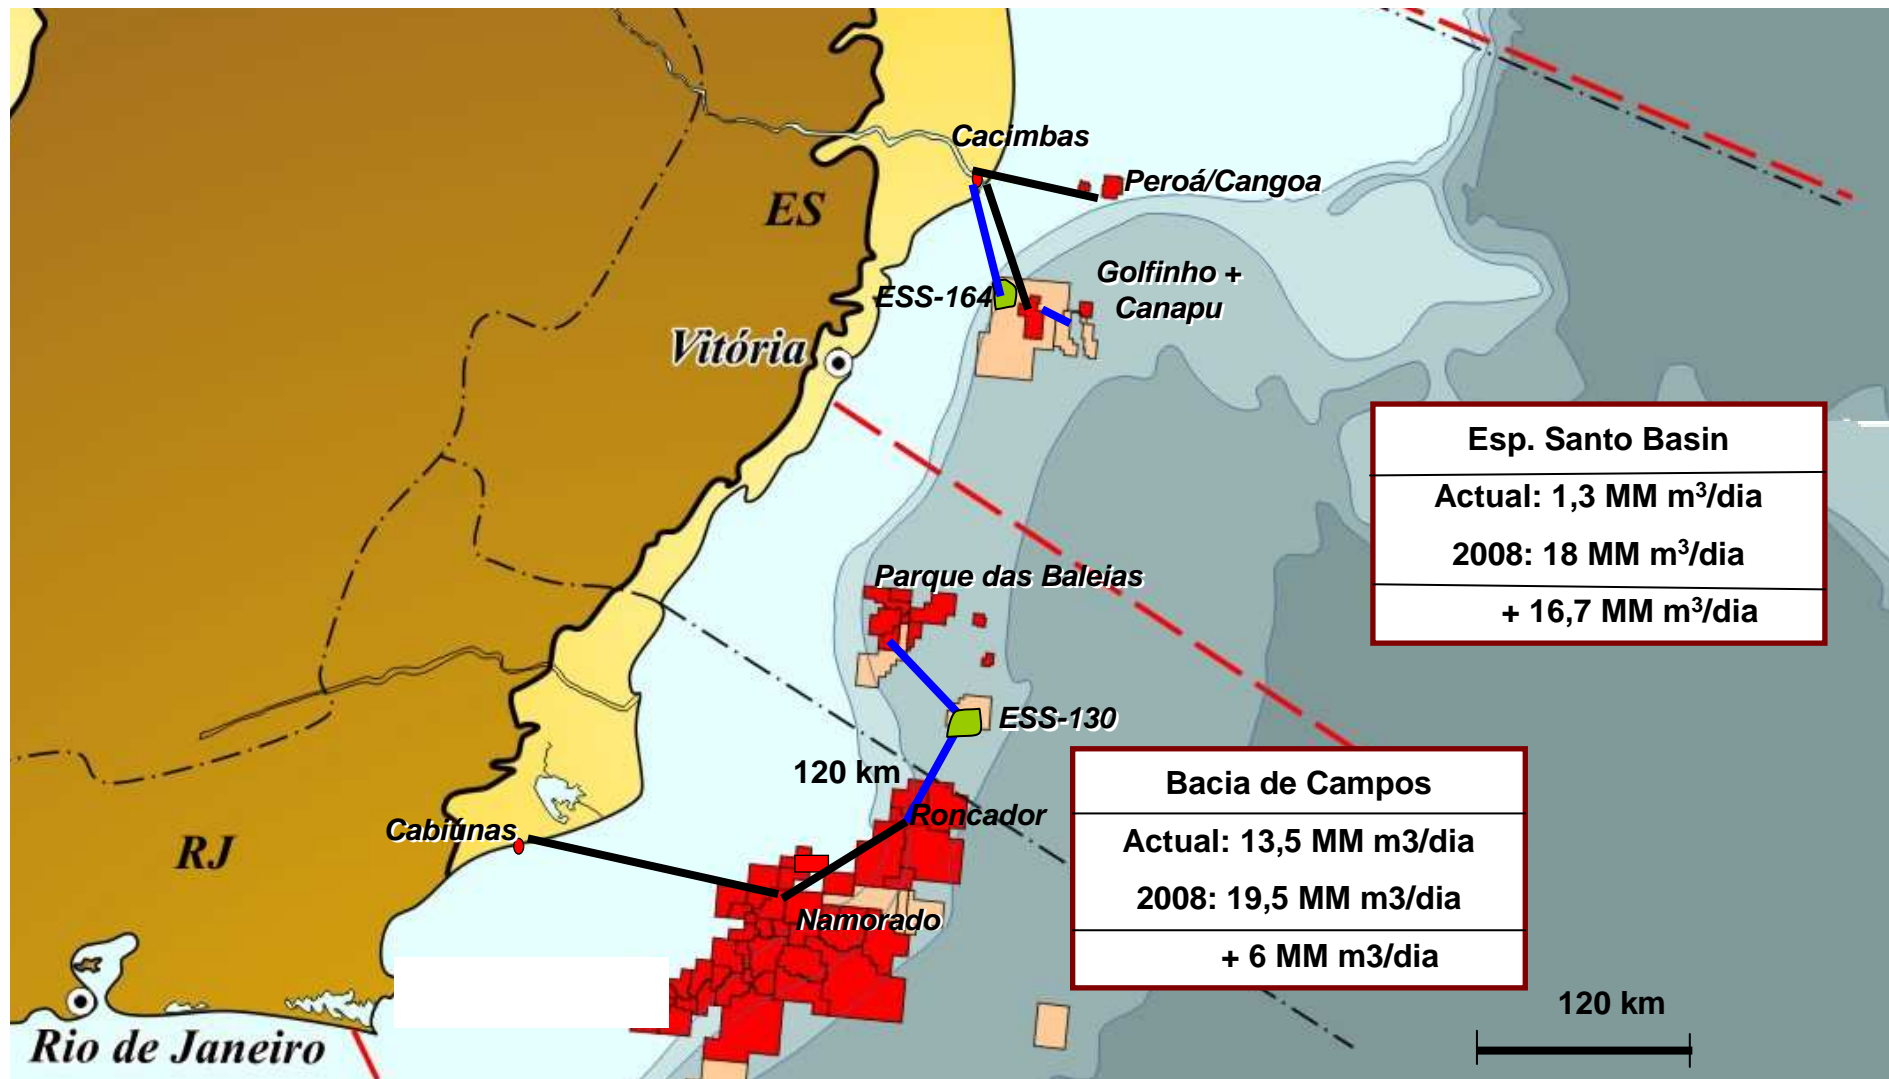 Cacimbas
Peroá/Cangoa
ES
Golfinho +
Canapu
ESS-164
Vitória
Esp. Santo Basin
Actual: 1,3 MM m³/dia
2008: 18 MM m³/dia
+ 16,7 MM m³/dia
Parque das Baleias
ESS-130
120 km
Bacia de Campos
Actual: 13,5 MM m3/dia
2008: 19,5 MM m3/dia
+ 6 MM m3/dia
Roncador
Cabiúnas
RJ
Namorado
120 km
Rio de Janeiro